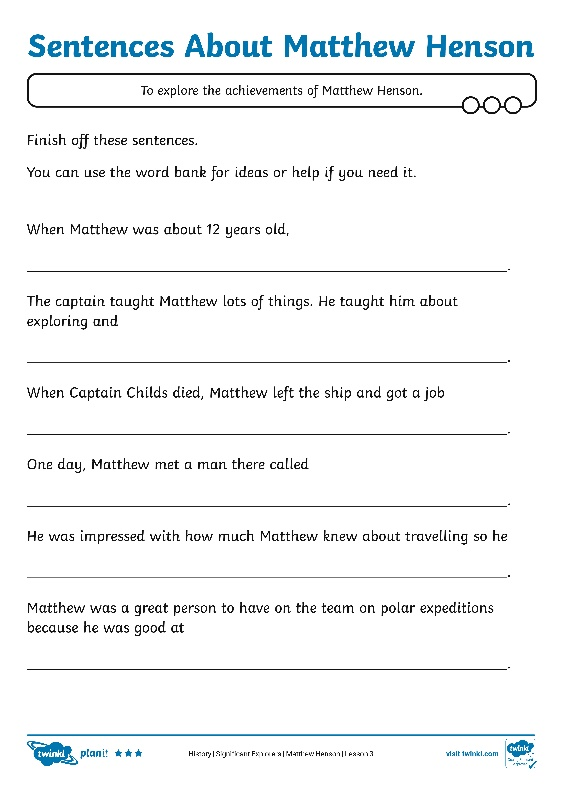 Sentences About Matthew Henson
To explore the achievements of Matthew Henson.
Finish off these sentences.
You can use the word bank for ideas or help if you need it.
When Matthew was about 12 years old,
.
The captain taught Matthew lots of things. He taught him about
exploring and
.
When Captain Childs died, Matthew left the ship and got a job
.
One day, Matthew met a man there called
.
He was impressed with how much Matthew knew about travelling so he
.
Matthew was a great person to have on the team on polar expeditions
because he was good at
.
twinkl planit History | Significant Explorers | Matthew Henson | Lesson 3 visit twinkl.com twinkl